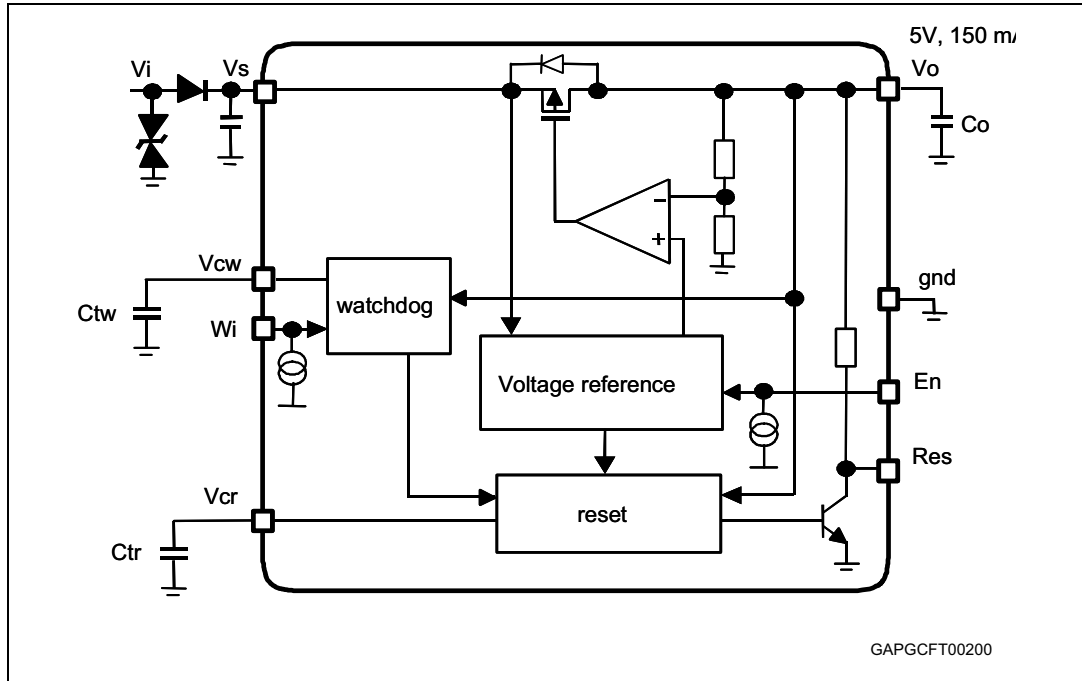 5V, 150 m
Vi
Vs
Vo
Co
-
+
Vcw
gnd
Ctw
watchdog
Wi
Voltage reference
En
Res
Vcr
reset
Ctr
GAPGCFT00200